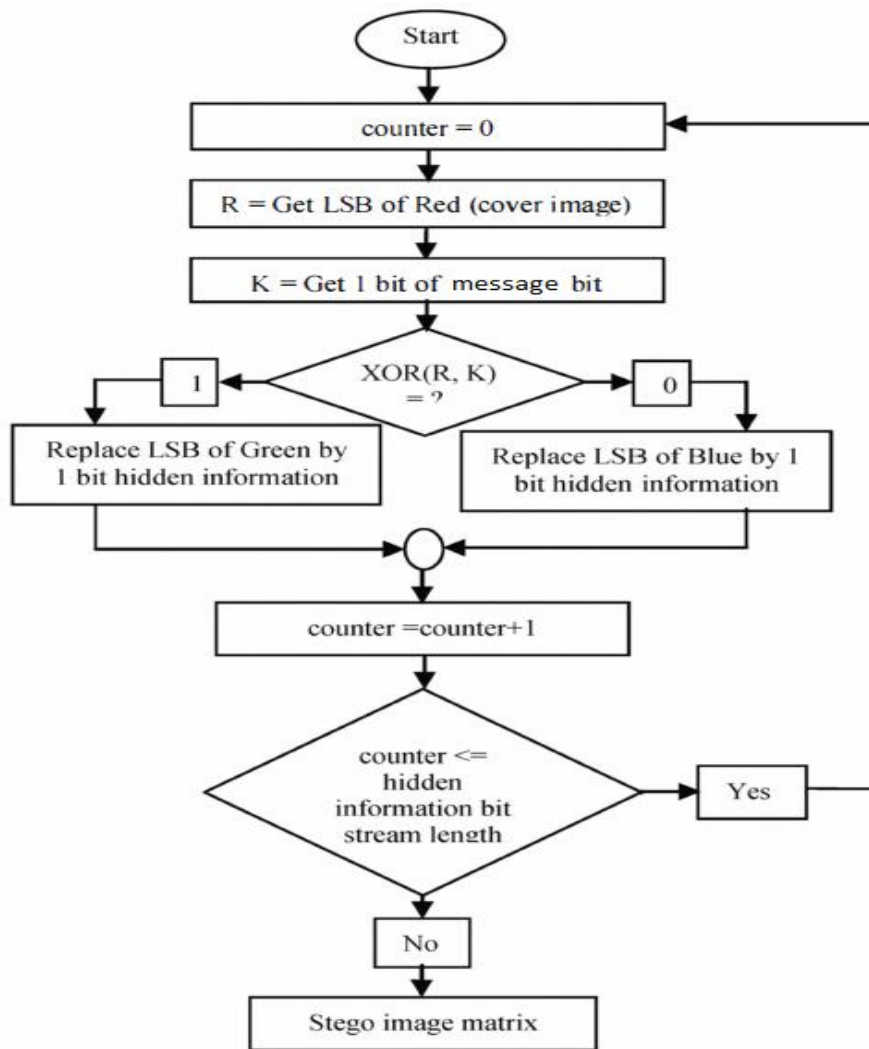 Start
counter = 0
R = Get LSB of Red (cover image)
K = Get 1 bit of message bit
XOR(R, K)
= ?
1
0
Replace LSB of Green by
1 bit hidden information
Replace LSB of Blue by 1
bit hidden information
counter =counter+1
counter <=
hidden
information bit
stream length
Yes
No
Stego image matrix